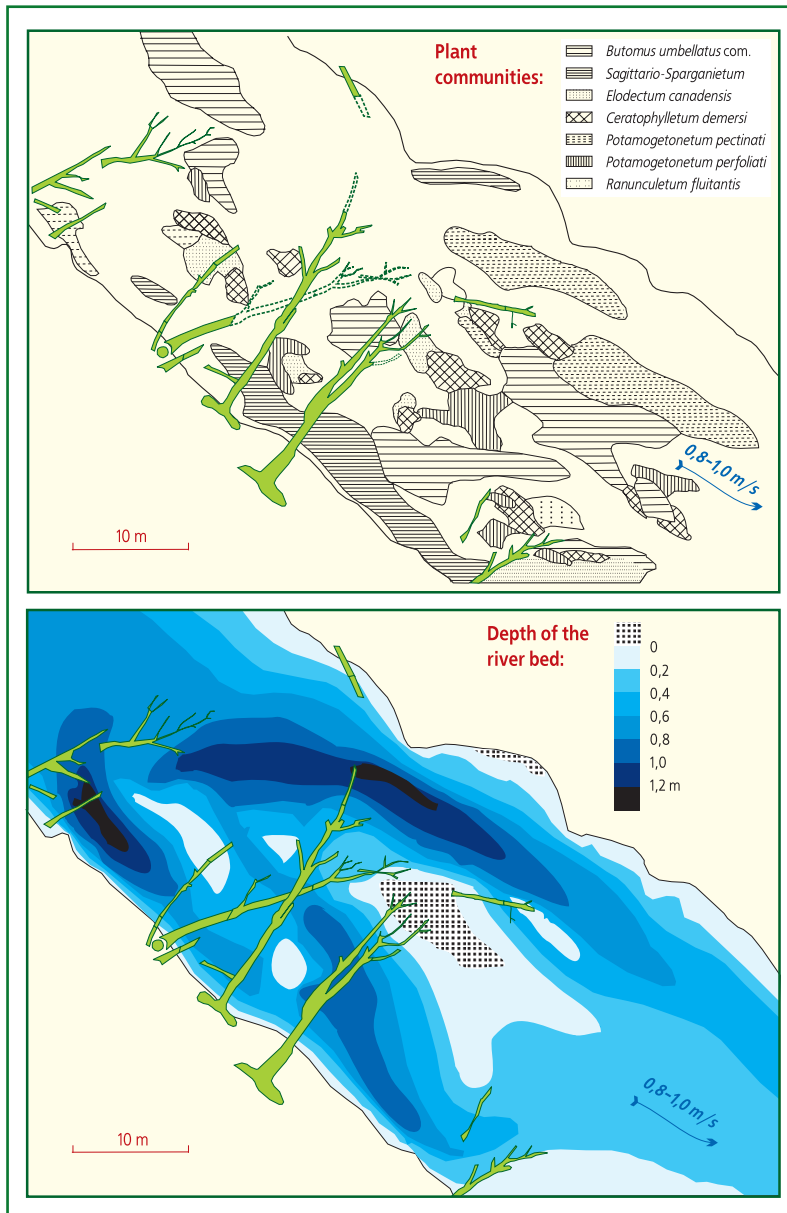 Plant
communities:
Butomus umbellatus com.
Sagittario-Sparganietum
Elodectum canadensis
Ceratophylletum demersi
Potamogetonetum pectinati
Potamogetonetum perfoliati
Ranunculetum fluitantis
0,8–1,0 m/s
10 m
Depth of the
river bed:
0
0,2
0,4
0,6
0,8
1,0
1,2 m
0,8–1,0 m/s
10 m